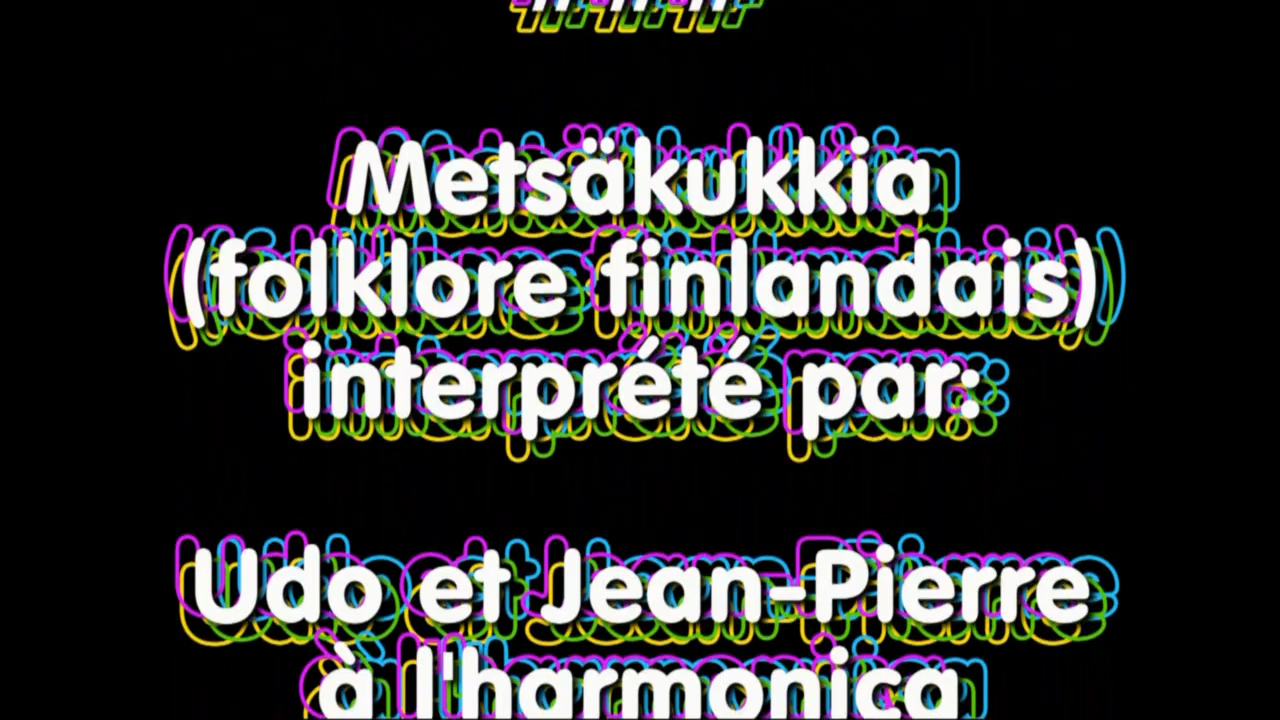 Metsäkukkia
(folklore finlandais)
interprété par:
Udo et Jean-Pierre
à l'harmonica